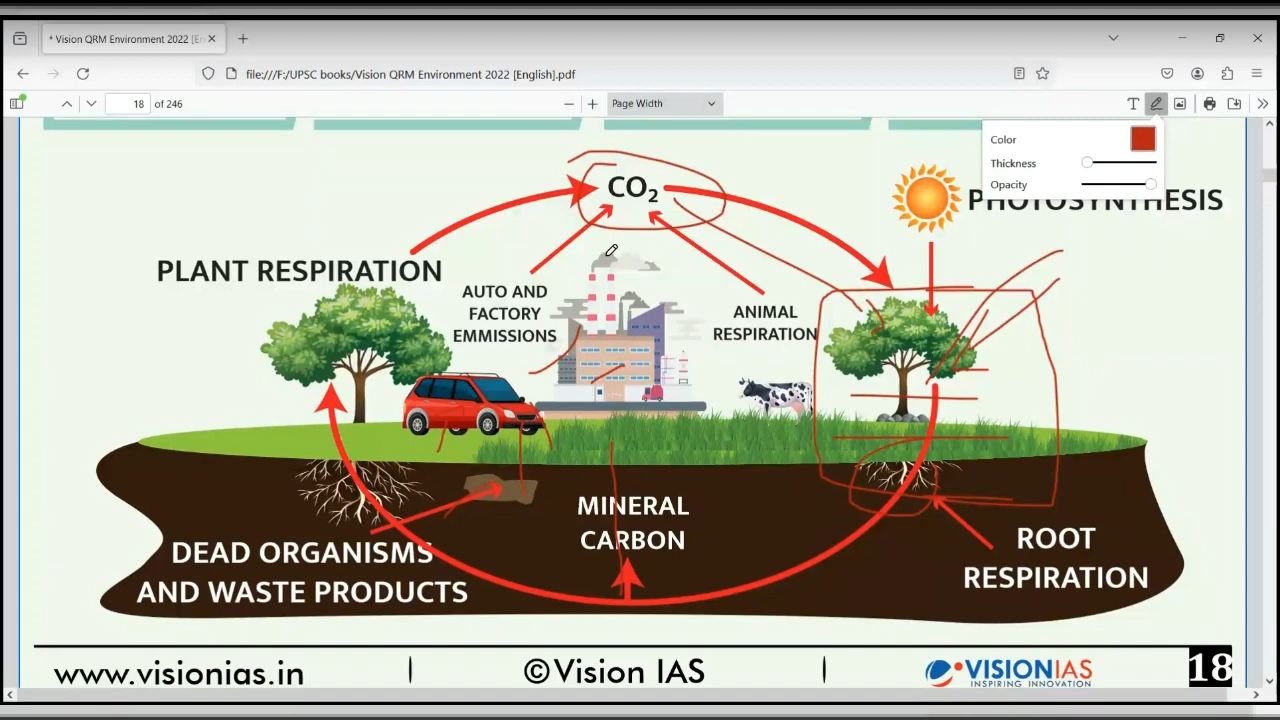 * Vision QRM Environment 2022 [En
file:///F:/UPSC books/Vision QRM Environment 2022 [English].pdf
18 of 246
Page Width
Color
Thickness
Opacity
CO₂
PHOTOSYNTHESIS
PLANT RESPIRATION
AUTO AND
FACTORY
EMMISSIONS
ANIMAL
RESPIRATION
MINERAL
CARBON
DEAD ORGANISMS
AND WASTE PRODUCTS
ROOT
RESPIRATION
www.visionias.in | ©Vision IAS | VISIONIAS
INSPIRING INNOVATION
18